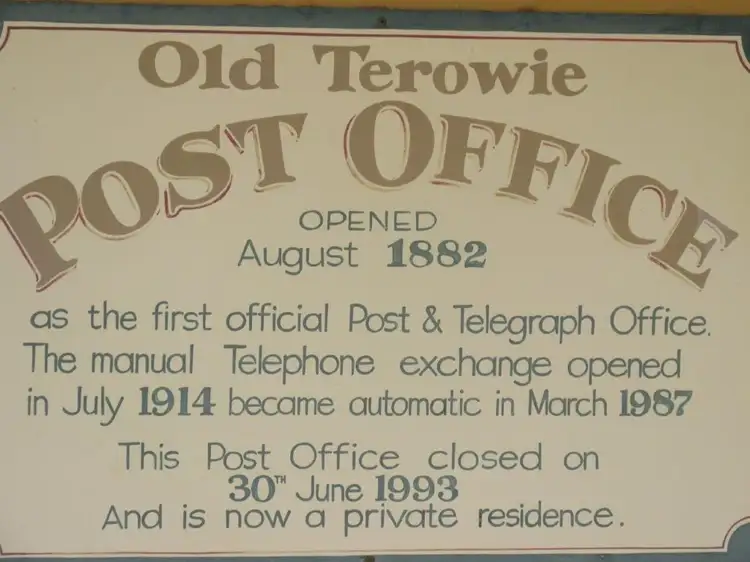 Old Terowie
POST OFFICE
OPENED
August 1882
as the first official Post & Telegraph Office.
The manual Telephone exchange opened
in July 1914 became automatic in March 1987
This Post Office closed on
30TH June 1993
And is now a private residence.